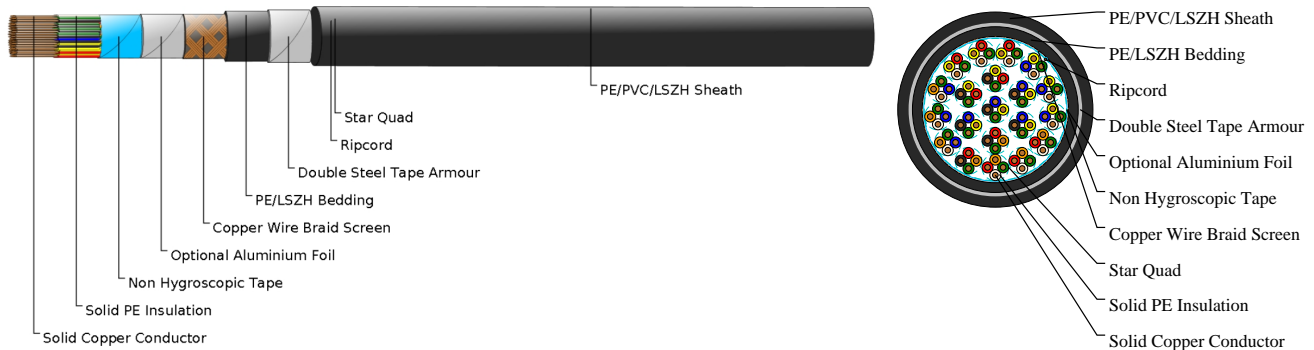 PE/PVC/LSZH Sheath
Star Quad
Ripcord
Double Steel Tape Armour
PE/LSZH Bedding
Copper Wire Braid Screen
Optional Aluminium Foil
Non Hygroscopic Tape
Solid PE Insulation
Solid Copper Conductor
PE/PVC/LSZH Sheath
PE/LSZH Bedding
Ripcord
Double Steel Tape Armour
Optional Aluminium Foil
Non Hygroscopic Tape
Copper Wire Braid Screen
Star Quad
Solid PE Insulation
Solid Copper Conductor